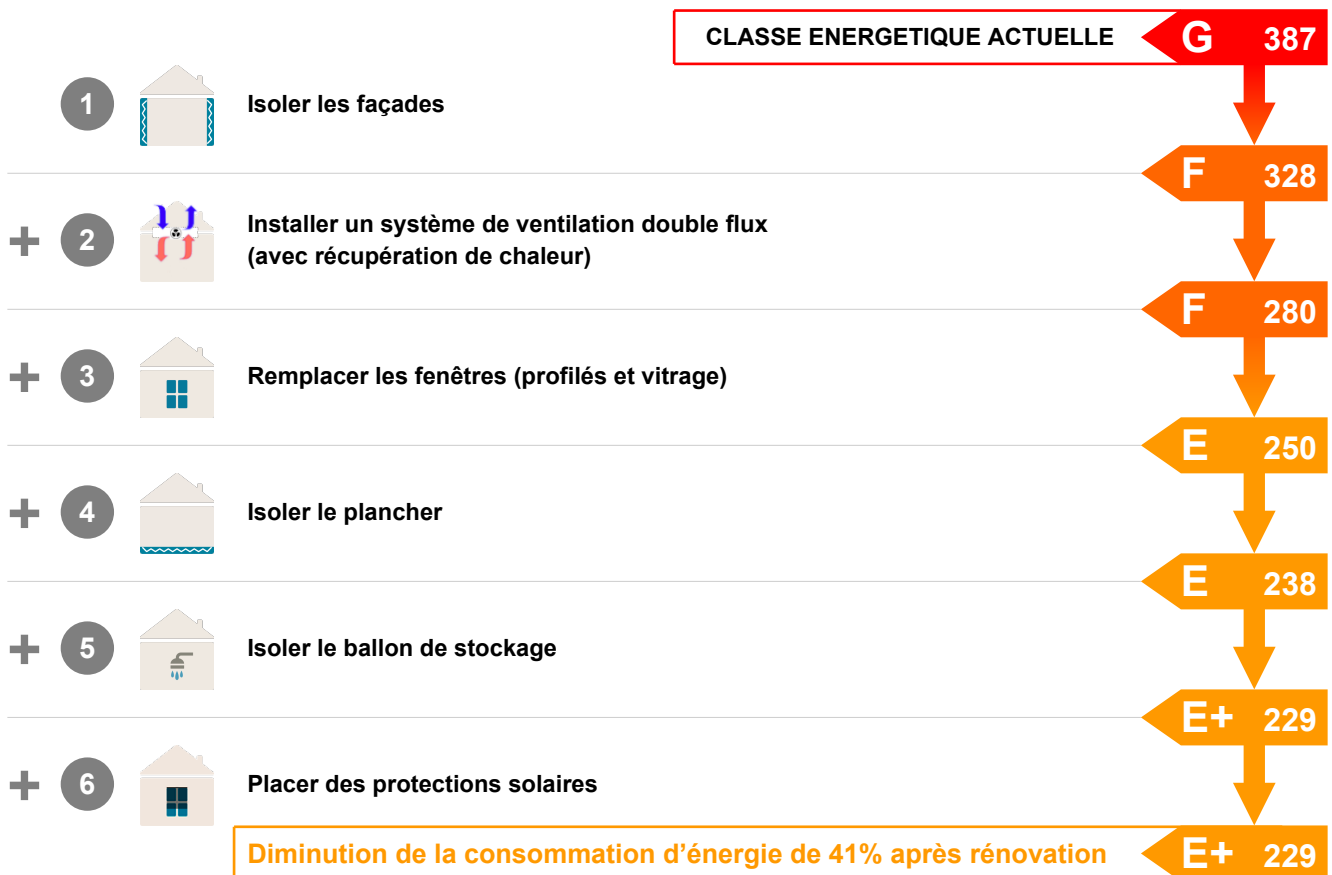 CLASSE ENERGETIQUE ACTUELLE G 387
1 Isoler les façades
F 328
+ 2 Installer un système de ventilation double flux
(avec récupération de chaleur)
F 280
+ 3 Remplacer les fenêtres (profilés et vitrage)
E 250
+ 4 Isoler le plancher
E 238
+ 5 Isoler le ballon de stockage
E+ 229
+ 6 Placer des protections solaires
Diminution de la consommation d’énergie de 41% après rénovation E+ 229